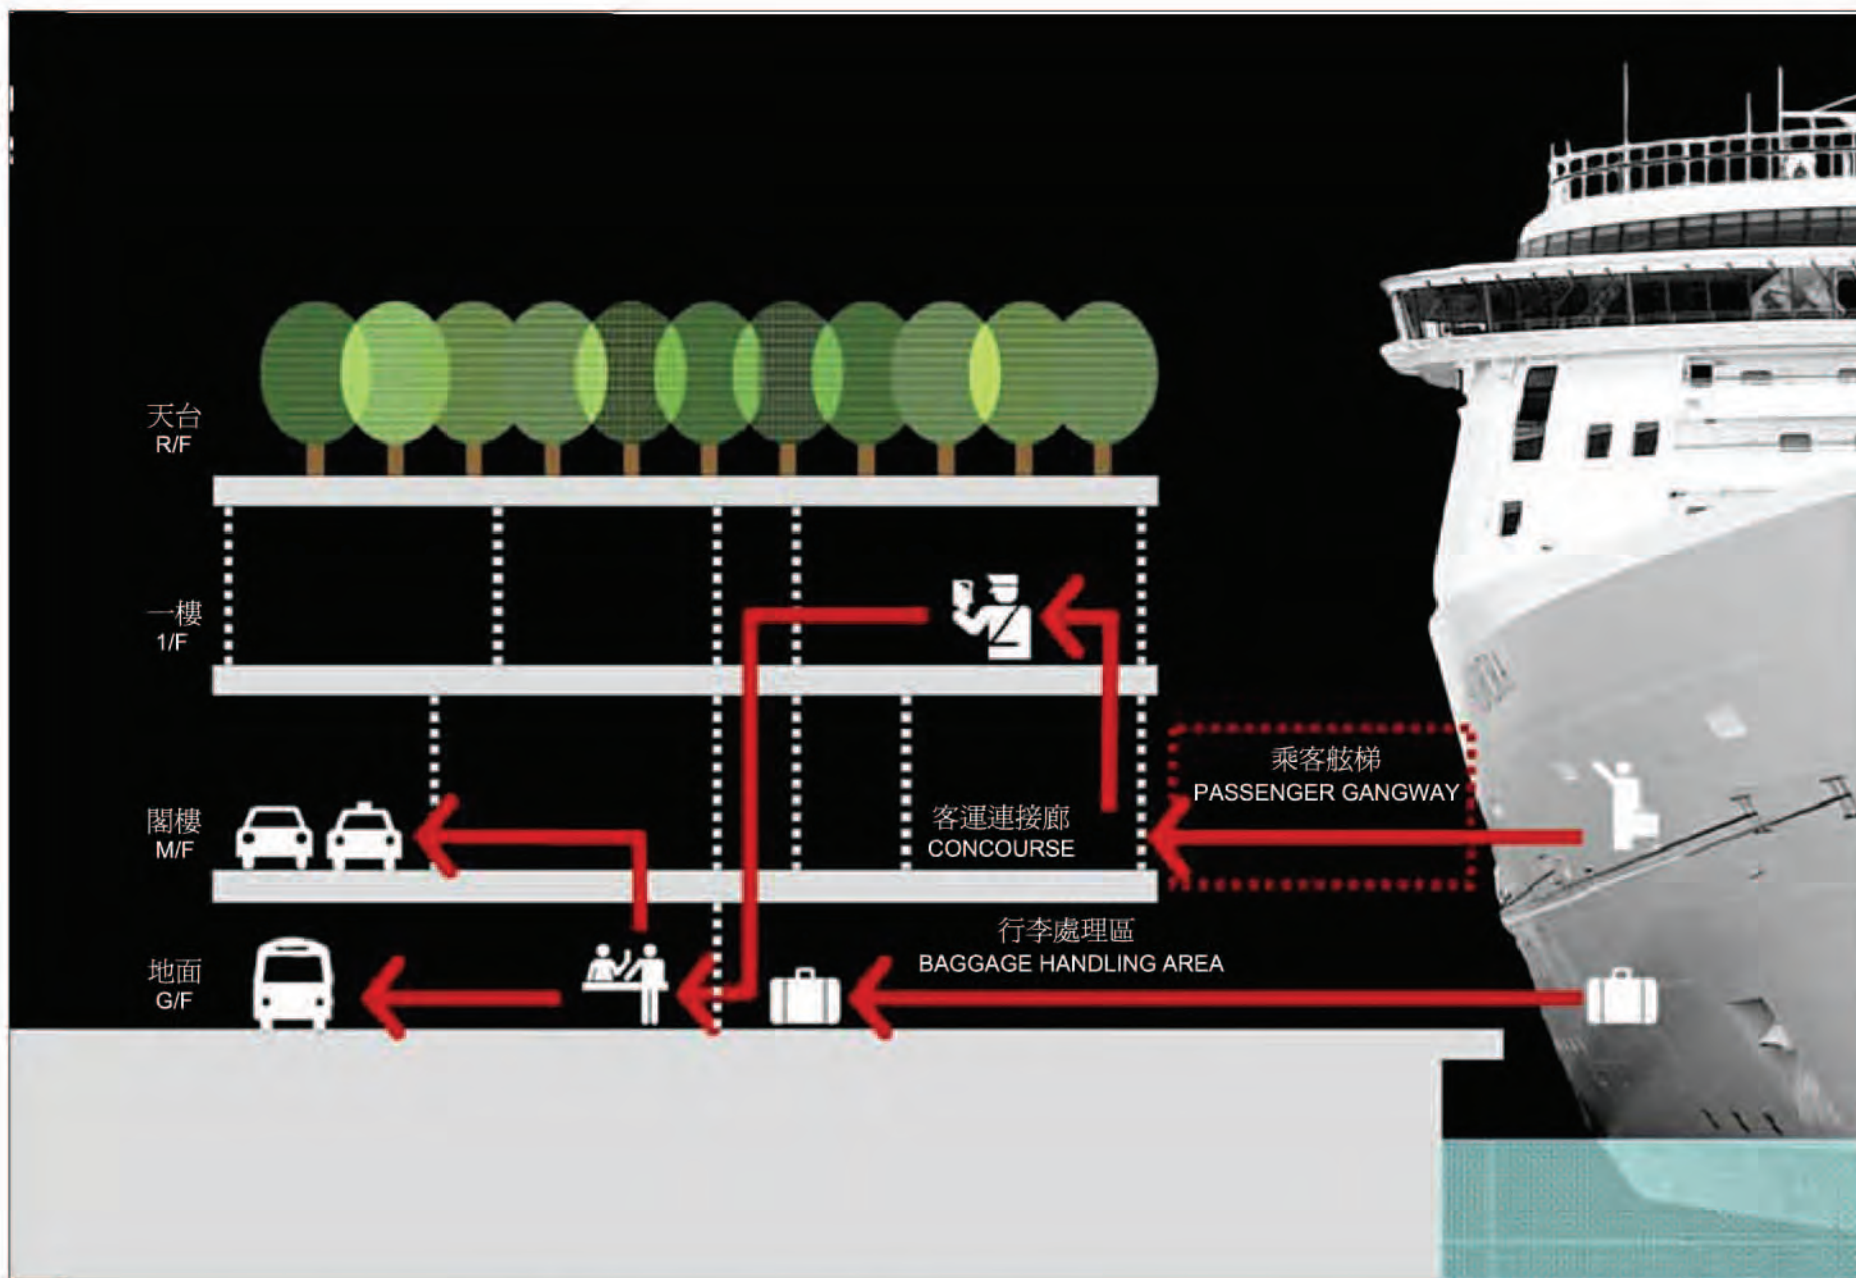 天台
R/F
一樓
1/F
乘客舷梯
PASSENGER GANGWAY
閣樓
M/F
客運連接廊
CONCOURSE
行李處理區
BAGGAGE HANDLING AREA
地面
G/F